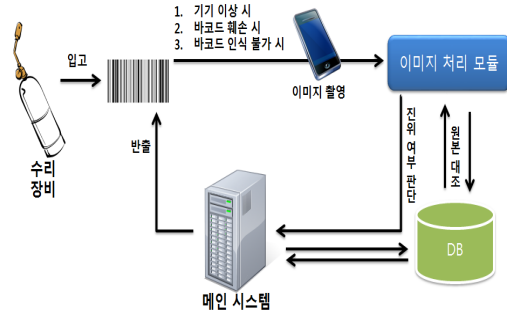 1. 기기 이상 시
2. 바코드 훼손 시
3. 바코드 인식 불가 시
입고
이미지 촬영
이미지 처리 모듈
수리
장비
반출
진위 여부 판단
원본 대조
DB
메인 시스템